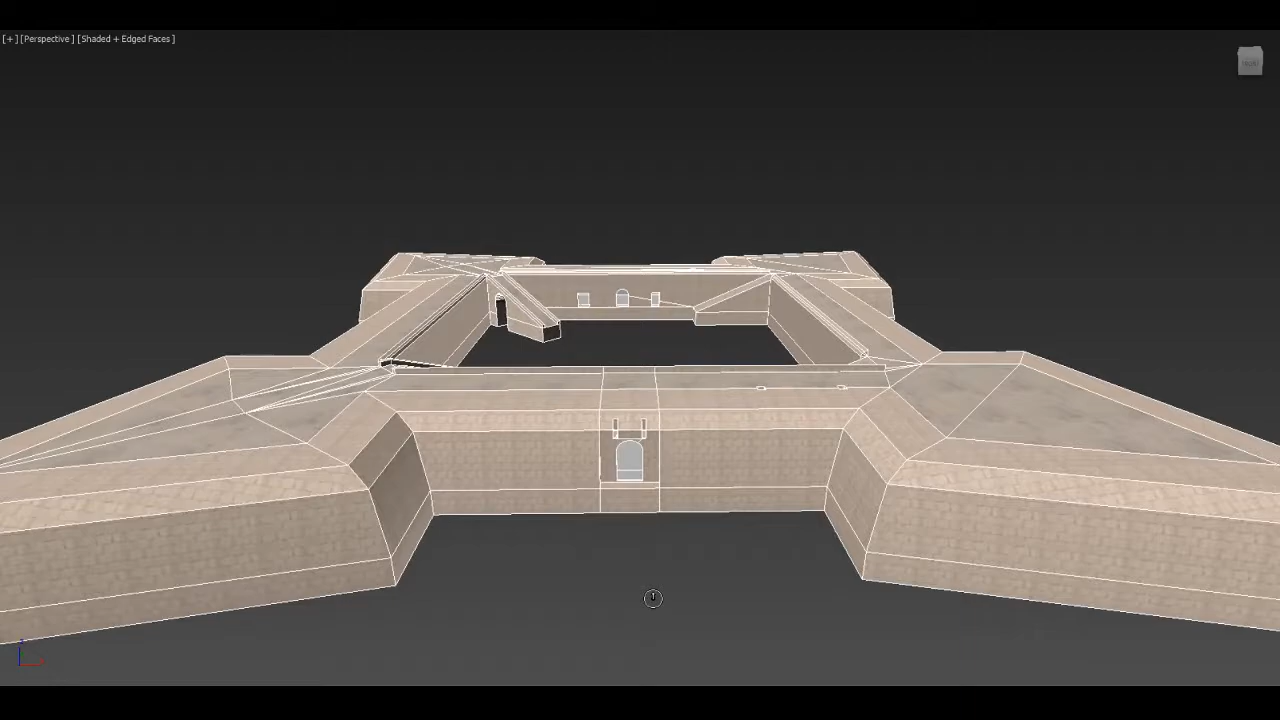 [+] [Perspective ] [Shaded + Edged Faces ]